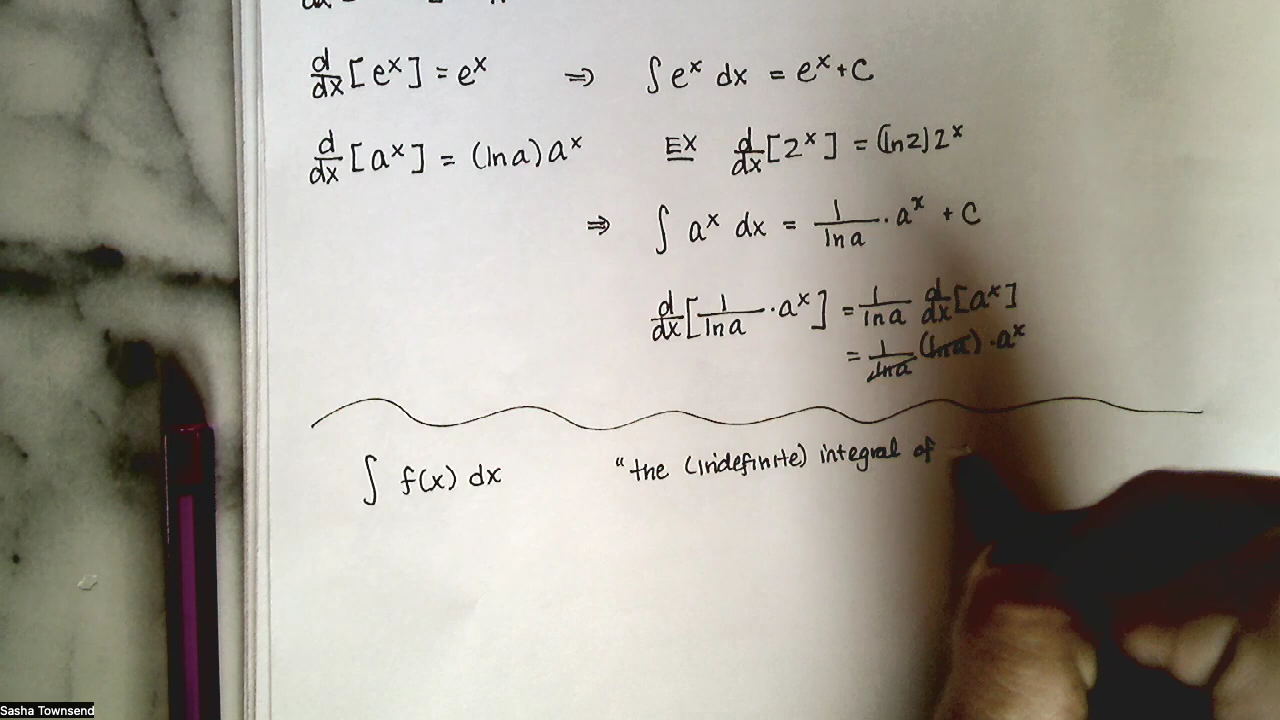 d/dx [e^x] = e^x ⇒ ∫ e^x dx = e^x + C
d/dx [a^x] = (ln a) a^x EX d/dx [2^x] = (ln 2) 2^x
⇒ ∫ a^x dx = 1/ln a · a^x + C
d/dx [1/ln a · a^x] = 1/ln a d/dx [a^x]
= 1/ln a (ln a) · a^x
∫ f(x) dx "the (indefinite) integral of
Sasha Townsend